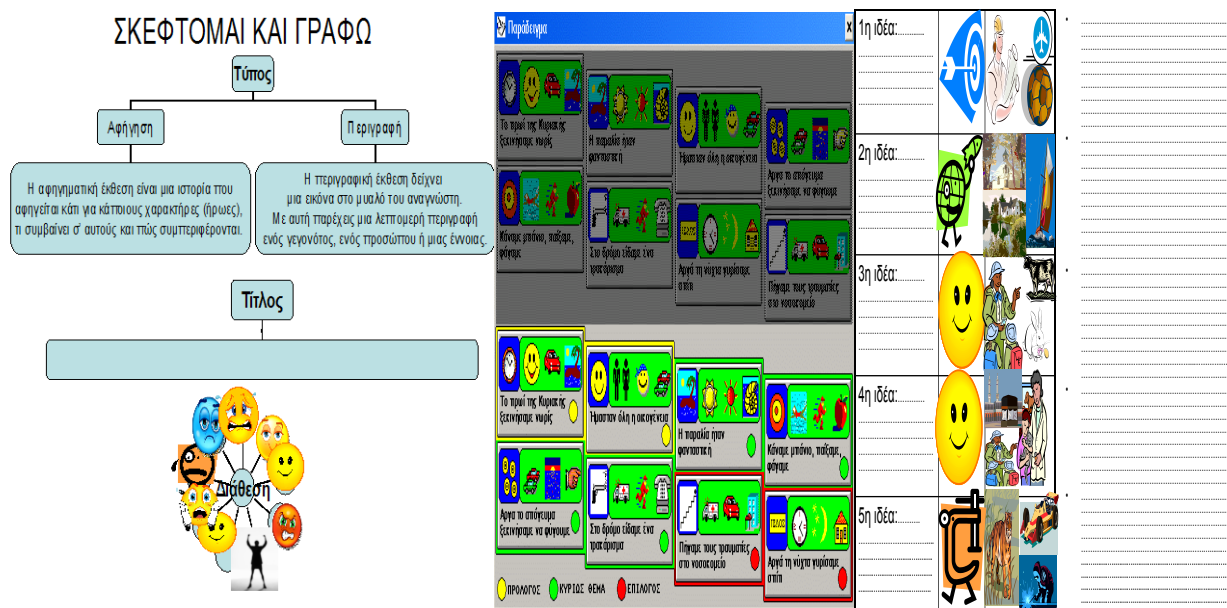 ΣΚΕΦΤΟΜΑΙ ΚΑΙ ΓΡΑΦΩ
Τύπος
Αφήγηση
Περιγραφή
Η αφηγηματική έκθεση είναι μια ιστορία που
αφηγείται κάτι για κάποιους χαρακτήρες (ήρωες),
τι συμβαίνει σ' αυτούς και πώς συμπεριφέρονται.
Η περιγραφική έκθεση δείχνει
μια εικόνα στο μυαλό του αναγνώστη.
Με αυτή παρέχεις μια λεπτομερή περιγραφή
ενός γεγονότος, ενός προσώπου ή μιας έννοιας.
Τίτλος
Διάθεση
Παράδειγμα
Το πρωί της Κυριακής
ξεκινήσαμε νωρίς
Η παραλία ήταν
φανταστική
Ήμασταν όλη η οικογένεια
Αργα το απόγευμα
ξεκινήσαμε, να φύγουμε
Κάναμε μπάνιο, παίξαμε,
φάγαμε
Στο δρόμο είδαμε ένα
τρακάρισμα
ΤΕΛΟΣ
Αργά τη νύχτα γυρίσαμε
σπίτι
Πήγαμε τους τραυματίες
στο νοσοκομείο
Το πρωί της Κυριακής
ξεκινήσαμε νωρίς
Ήμασταν όλη η οικογένεια
Η παραλία ήταν
φανταστική
Κάναμε μπάνιο, παίξαμε,
φάγαμε
Αργα το απόγευμα
ξεκινήσαμε να φύγουμε
Στο δρόμο είδαμε ένα
τρακάρισμα
Πήγαμε τους τραυματίες
στο νοσοκομείο
ΤΕΛΟΣ
Αργά τη νύχτα γυρίσαμε
σπίτι
ΠΡΟΛΟΓΟΣ
ΚΥΡΙΩΣ ΘΕΜΑ
ΕΠΙΛΟΓΟΣ
1η ιδέα:..........
2η ιδέα:..........
3η ιδέα:..........
4η ιδέα:..........
5η ιδέα:..........